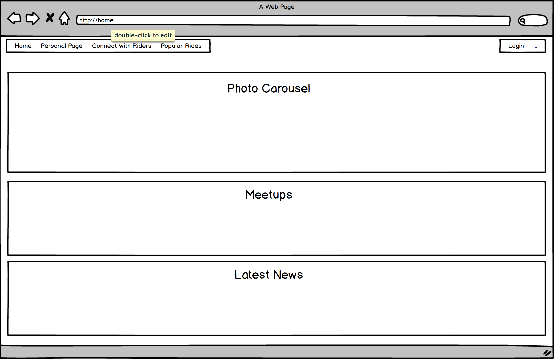 A Web Page
http://home
double-click to edit
Home Personal Page Connect with Riders Popular Rides Login
Photo Carousel
Meetups
Latest News